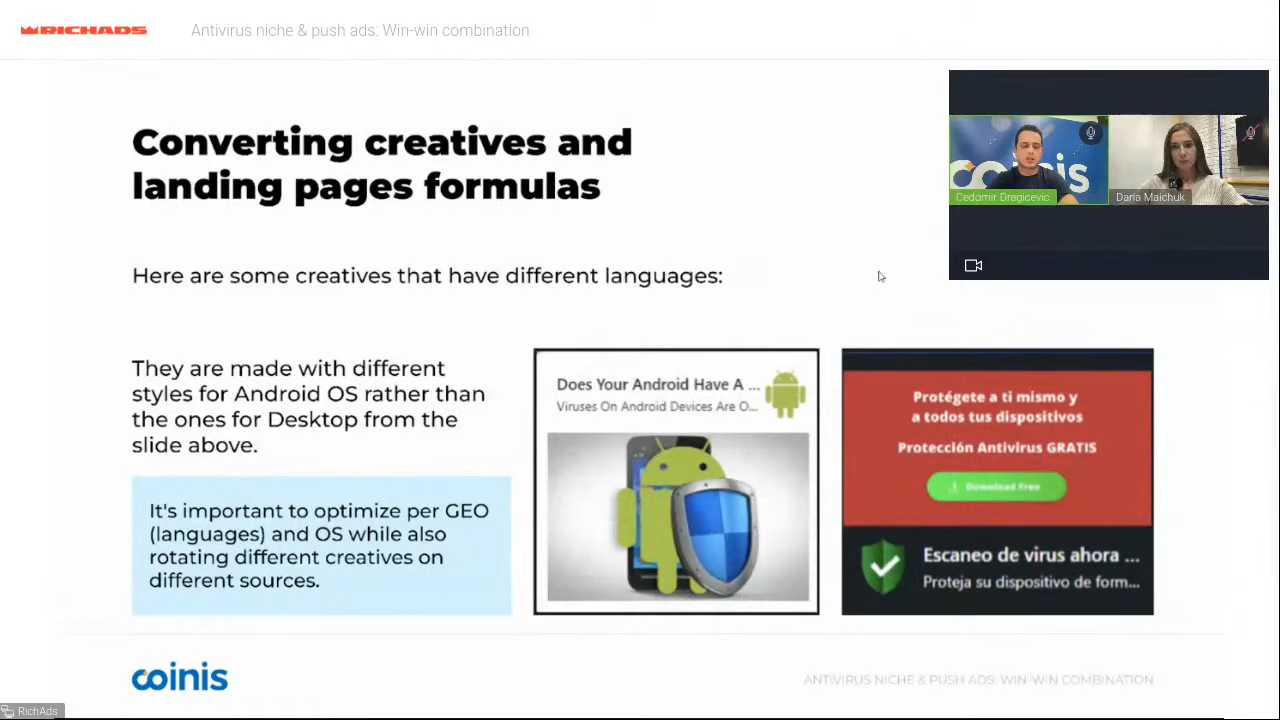 RICHADS
Antivirus niche & push ads: Win-win combination
Converting creatives and
landing pages formulas
coinis
Cedomir Dragicevic
Daria Maichuk
Here are some creatives that have different languages:
They are made with different
styles for Android OS rather than
the ones for Desktop from the
slide above.
It's important to optimize per GEO
(languages) and OS while also
rotating different creatives on
different sources.
Does Your Android Have A ...
Viruses On Android Devices Are O...
Protégete a ti mismo y
a todos tus dispositivos
Protección Antivirus GRATIS
Download free
Escaneo de virus ahora ...
Proteja su dispositivo de form...
coinis
ANTIVIRUS NICHE & PUSH ADS: WIN-WIN COMBINATION
RichAds